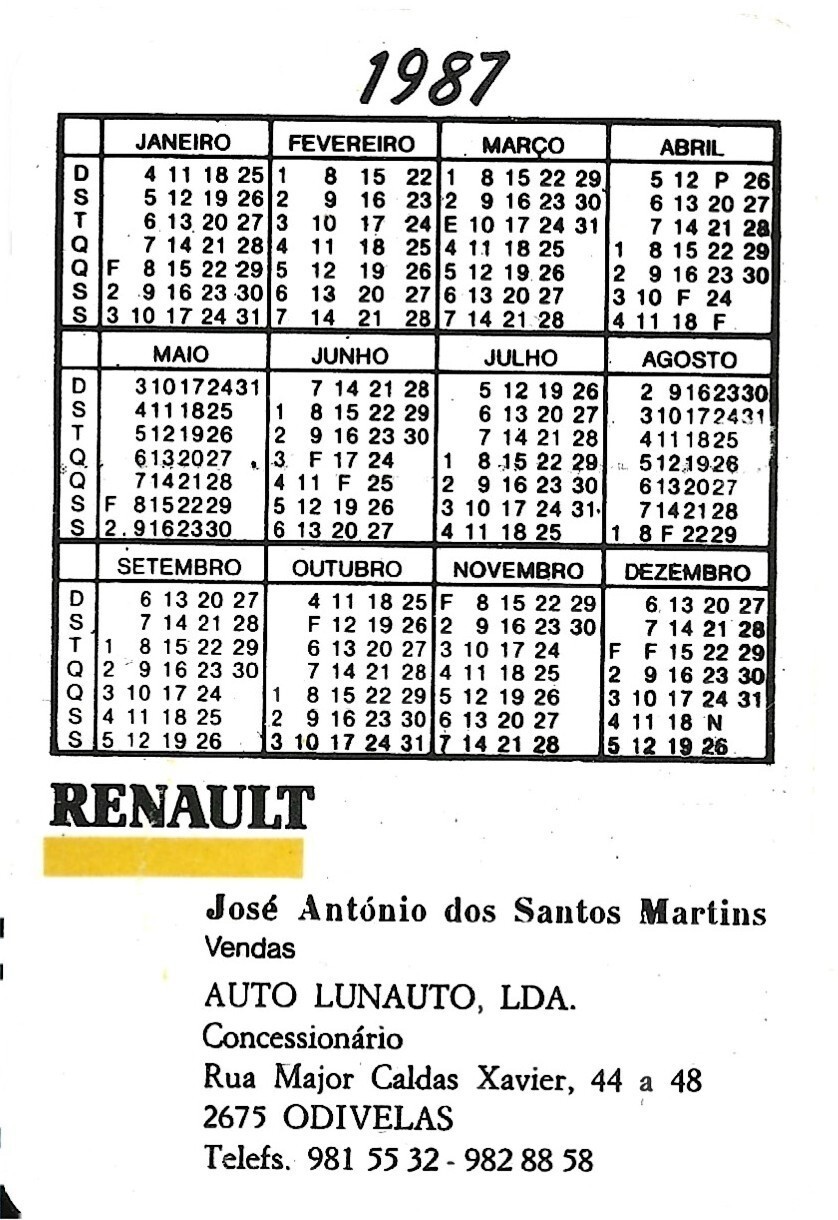 1987
JANEIRO FEVEREIRO MARÇO ABRIL
D 4 11 18 25 1 8 15 22 1 8 15 22 29 5 12 P 26
S 5 12 19 26 2 9 16 23 2 9 16 23 30 6 13 20 27
T 6 13 20 27 3 10 17 24 E 10 17 24 31 7 14 21 28
Q 7 14 21 28 4 11 18 25 4 11 18 25 1 8 15 22 29
Q F 8 15 22 29 5 12 19 26 5 12 19 26 2 9 16 23 30
S 2 9 16 23 30 6 13 20 27 6 13 20 27 3 10 F 24
S 3 10 17 24 31 7 14 21 28 7 14 21 28 4 11 18 F
MAIO JUNHO JULHO AGOSTO
D 3 10 17 24 31 7 14 21 28 5 12 19 26 2 9 16 23 30
S 4 11 18 25 1 8 15 22 29 6 13 20 27 3 10 17 24 31
T 5 12 19 26 2 9 16 23 30 7 14 21 28 4 11 18 25
Q 6 13 20 27 3 F 17 24 1 8 15 22 29 5 12 19 26
Q 7 14 21 28 4 11 F 25 2 9 16 23 30 6 13 20 27
S F 8 15 22 29 5 12 19 26 3 10 17 24 31 7 14 21 28
S 2 9 16 23 30 6 13 20 27 4 11 18 25 1 8 F 22 29
SETEMBRO OUTUBRO NOVEMBRO DEZEMBRO
D 6 13 20 27 4 11 18 25 F 8 15 22 29 6 13 20 27
S 7 14 21 28 F 12 19 26 2 9 16 23 30 7 14 21 28
T 1 8 15 22 29 6 13 20 27 3 10 17 24 F F 15 22 29
Q 2 9 16 23 30 7 14 21 28 4 11 18 25 2 9 16 23 30
Q 3 10 17 24 1 8 15 22 29 5 12 19 26 3 10 17 24 31
S 4 11 18 25 2 9 16 23 30 6 13 20 27 4 11 18 N
S 5 12 19 26 3 10 17 24 31 7 14 21 28 5 12 19 26
RENAULT
José António dos Santos Martins
Vendas
AUTO LUNAUTO, LDA.
Concessionário
Rua Major Caldas Xavier, 44 a 48
2675 ODIVELAS
Telefs. 981 55 32 - 982 88 58